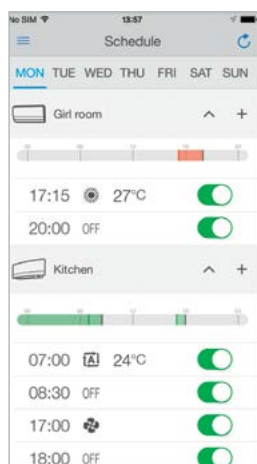 No SIM 13:57
Schedule
MON TUE WED THU FRI SAT SUN
Girl room
17:15 27°C
20:00 OFF
Kitchen
07:00 A 24°C
08:30 OFF
17:00
18:00 OFF